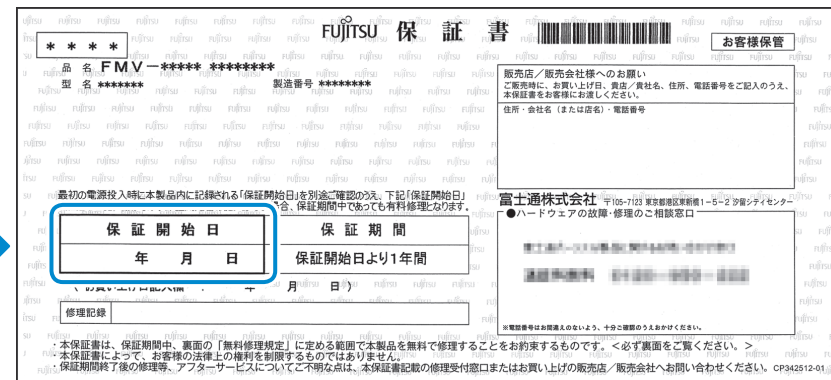 FUJITSU 保 証 書
お客様保管
＊ ＊ ＊ ＊
品 名 FMV－***** ********
型 名 ******* 製造番号 ********
販売店／販売会社様へのお願い
ご販売時に、お買い上げ日、貴店／貴社名、住所、電話番号をご記入のうえ、
本保証書をお客様にお渡しください。
住所・会社名（または店名）・電話番号
最初の電源投入時に本製品内に記録される「保証開始日」を別途ご確認のうえ、下記「保証開始日」
合、保証期間中であっても有料修理となります。
保 証 開 始 日 保 証 期 間
年 月 日 保証開始日より1年間
月 日）
修理記録
富士通株式会社 〒105-7123 東京都港区東新橋1－5－2 汐留シティセンター
●ハードウェアの故障・修理のご相談窓口
※電話番号はお間違えのないよう、十分ご確認のうえおかけください。
・本保証書は、保証期間中、裏面の「無料修理規定」に定める範囲で本製品を無料で修理することをお約束するものです。＜必ず裏面をご覧ください。＞
・本保証書によって、お客様の法律上の権利を制限するものではありません。
・保証期間終了後の修理等、アフターサービスについてご不明な点は、本保証書記載の修理受付窓口またはお買い上げの販売店／販売会社へお問い合わせください。 CP342512-01